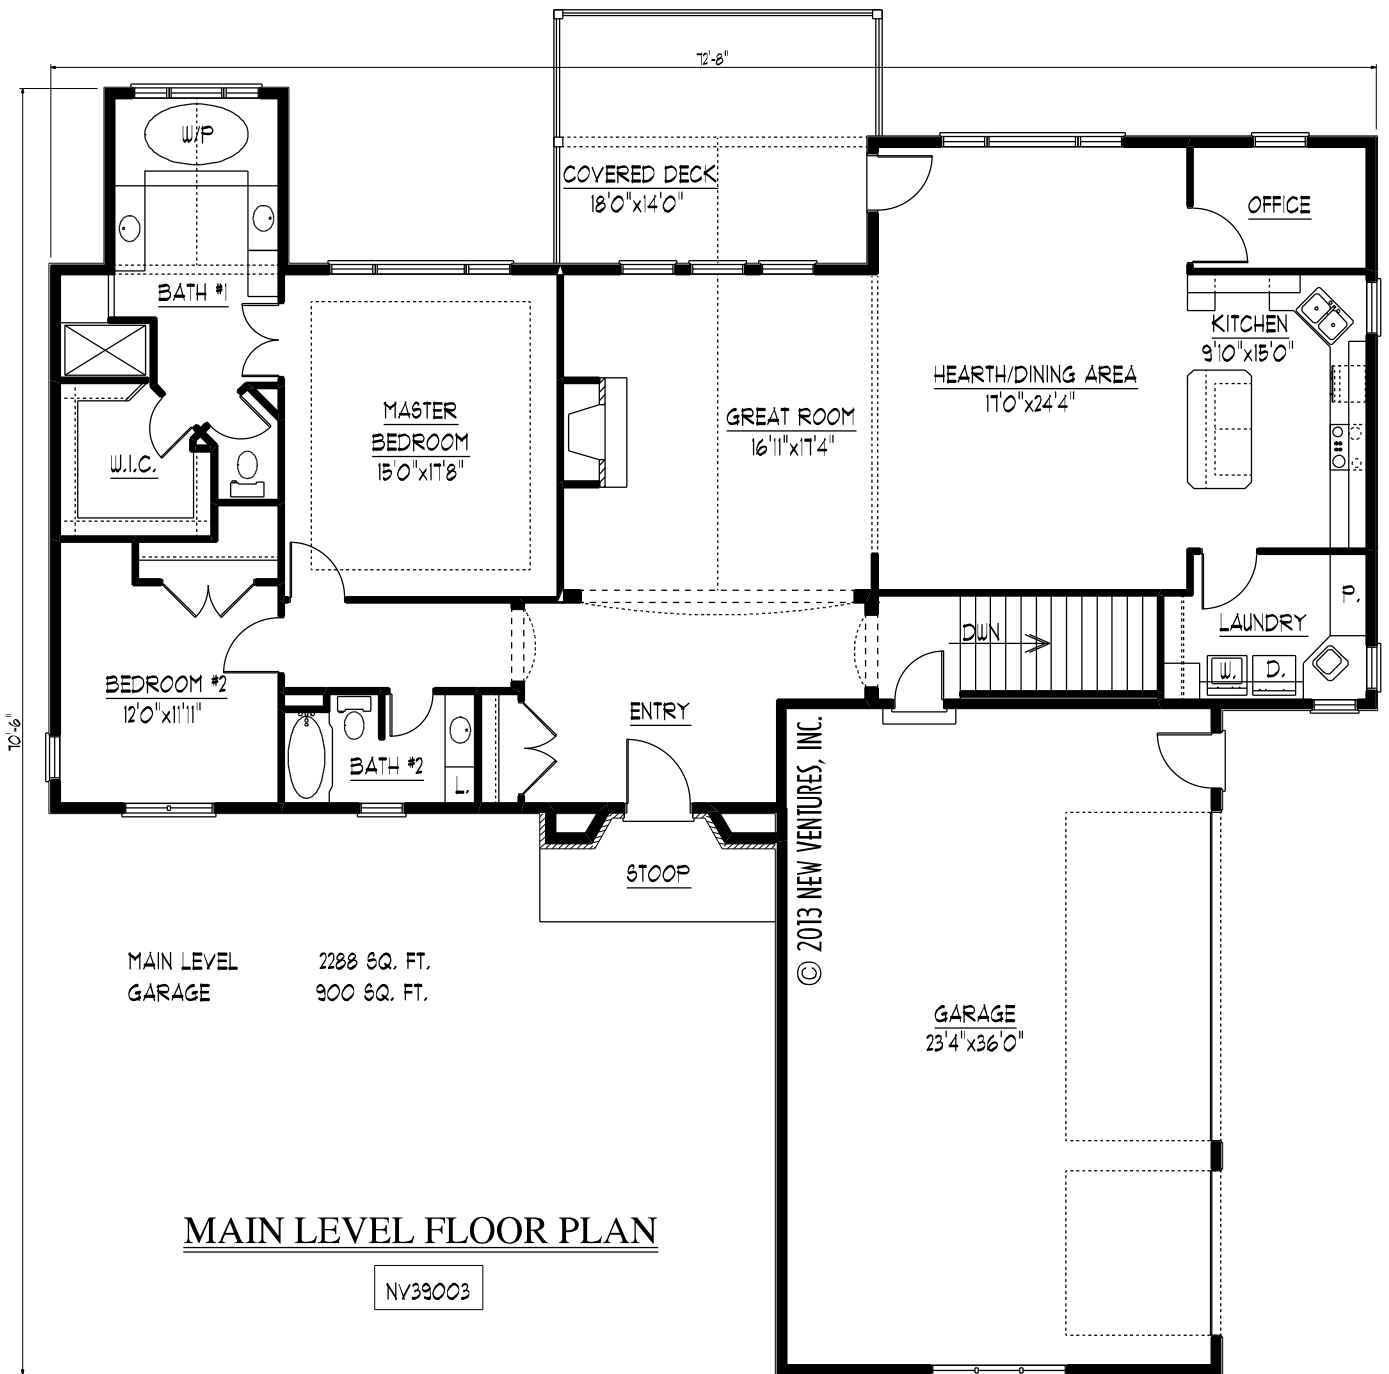 72'-8"
W/P
COVERED DECK
18'0"x14'0"
OFFICE
BATH #1
KITCHEN
9'10"x15'0"
HEARTH/DINING AREA
17'0"x24'4"
MASTER
BEDROOM
15'0"x17'8"
GREAT ROOM
16'11"x17'4"
W.I.C.
P.
LAUNDRY
DWN
W.
D.
BEDROOM #2
12'0"x11'11"
ENTRY
70'-6"
BATH #2
L.
© 2013 NEW VENTURES, INC.
STOOP
MAIN LEVEL 2288 SQ. FT.
GARAGE 900 SQ. FT.
GARAGE
23'4"x36'0"
MAIN LEVEL FLOOR PLAN
NV39003